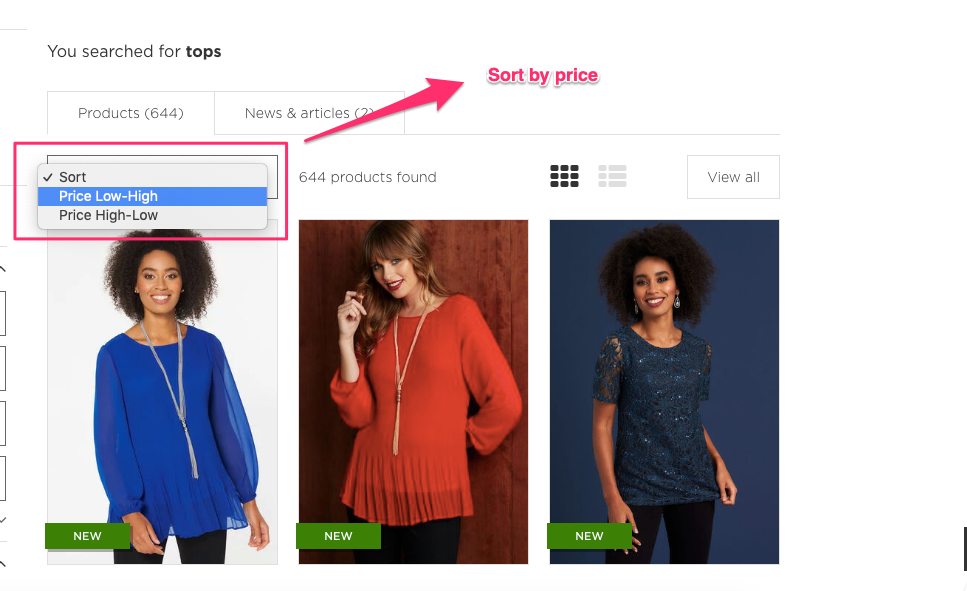 You searched for tops
Sort by price
Products (644)
News & articles (2)
Sort
Price Low-High
Price High-Low
644 products found
View all
NEW
NEW
NEW